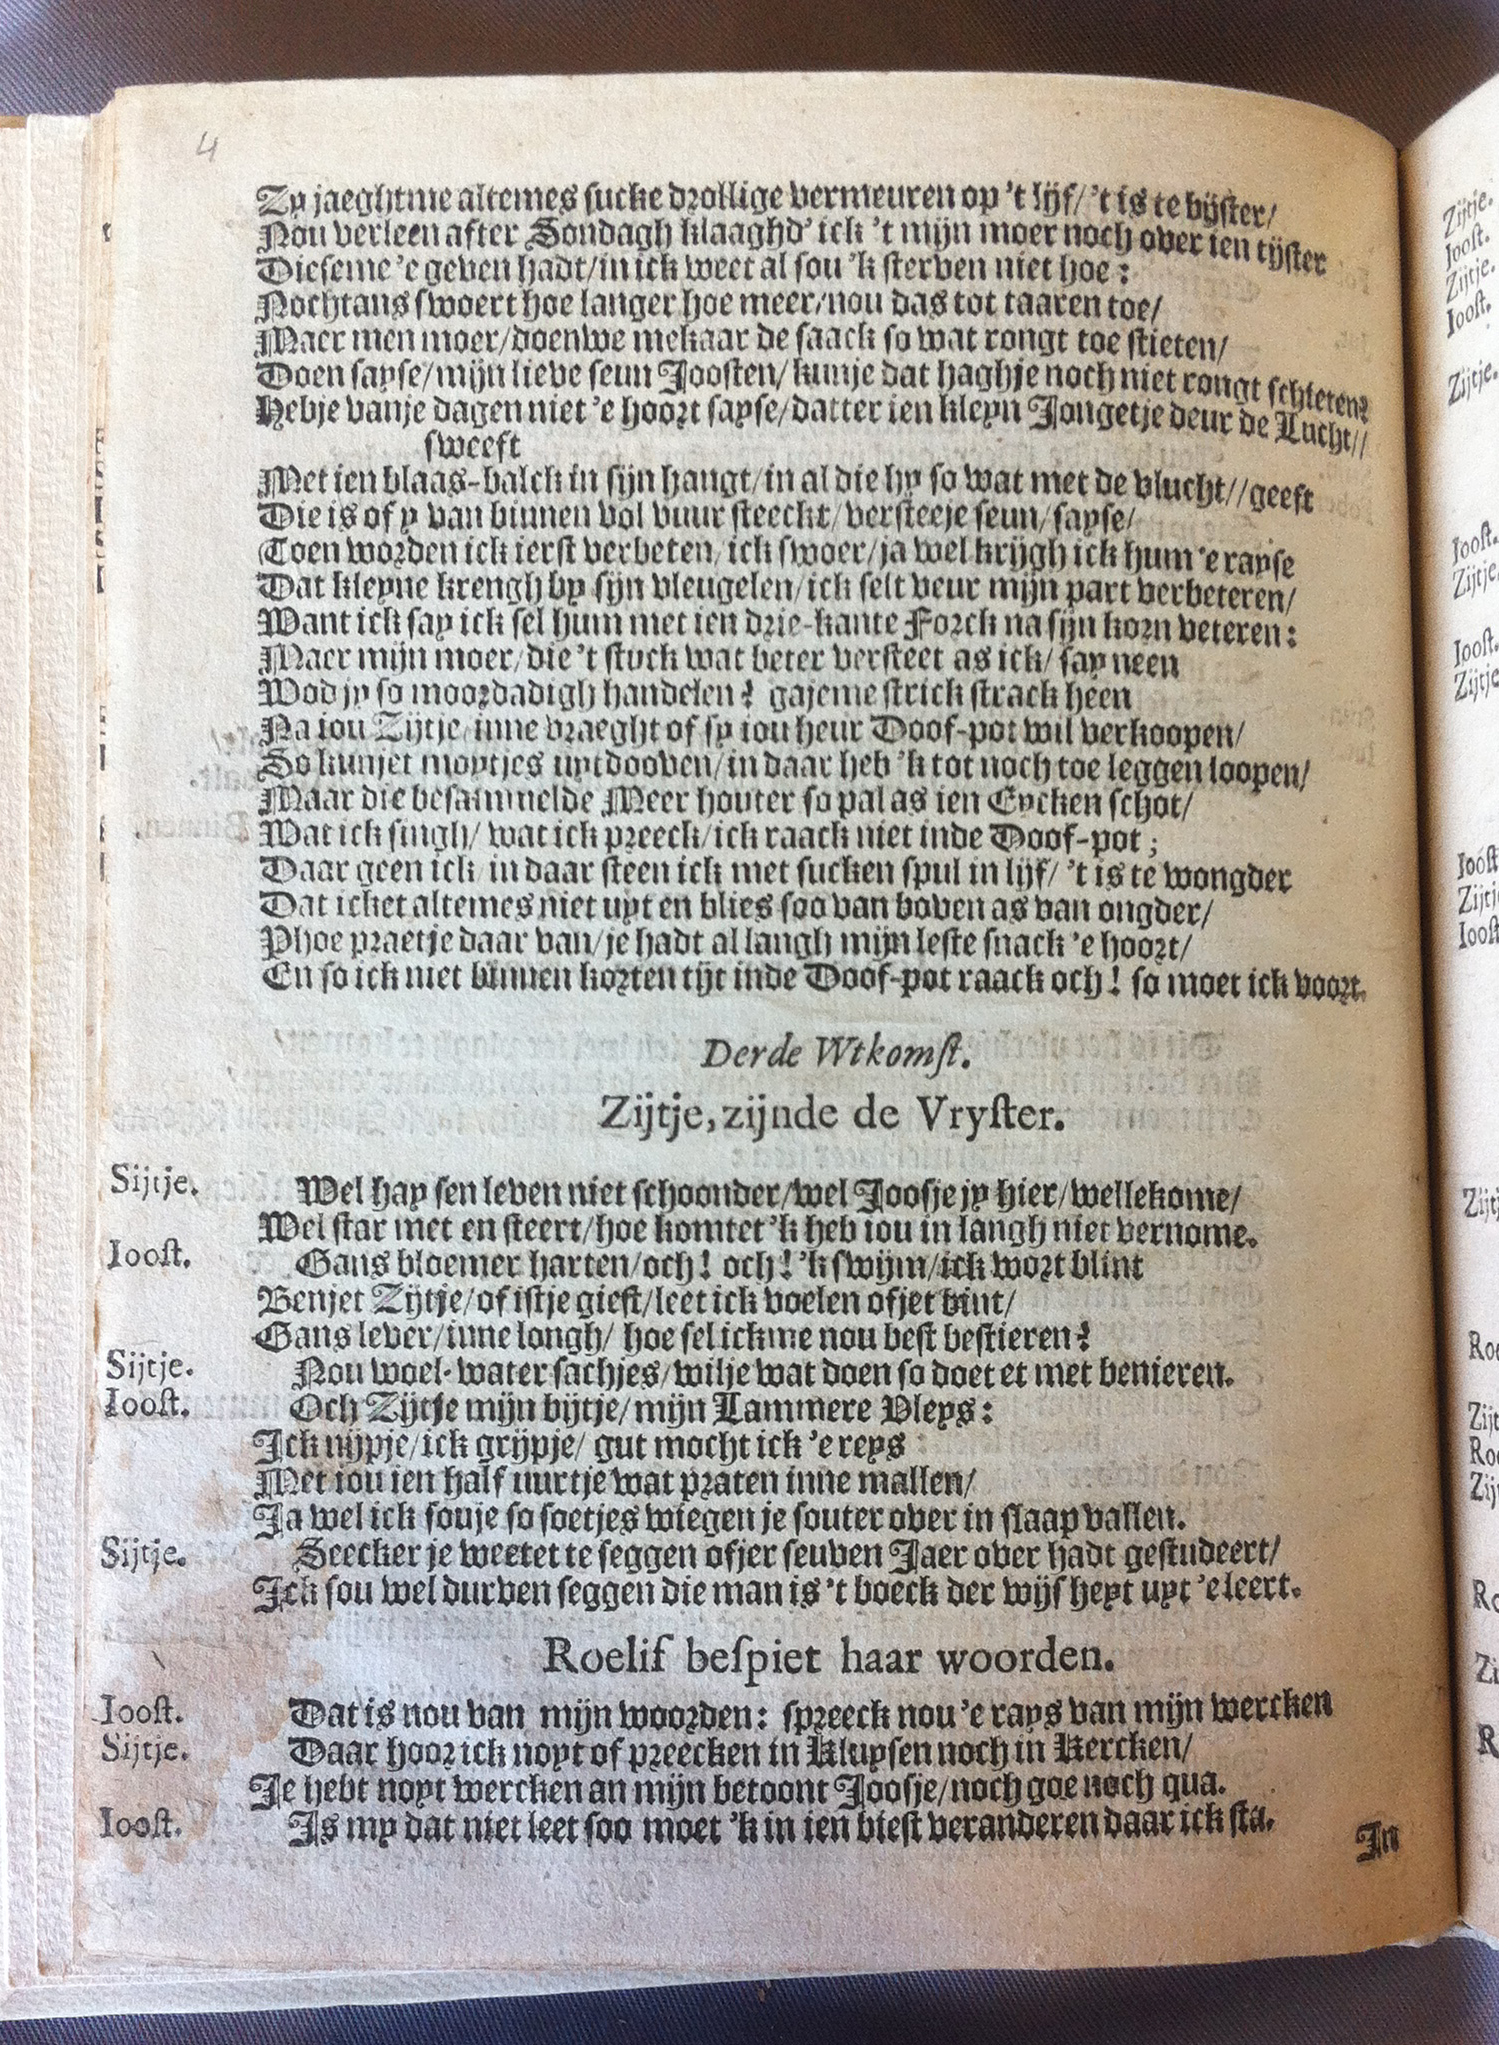 4
Zy jaeghtme altemes sucke drollige vermeuren op 't lijf/ 't is te bijster/
Nou verleen after Sondagh klaaghd' ick 't mijn moer noch over ien tijster
Dieseme 'e geven hadt/in ick weet al sou 'k sterven niet hoe:
Nochtans swoert hoe langer hoe meer/nou das tot taaren toe/
Maer men moer/doenwe mekaar de saack so wat rongt toe stieten/
Doen sayse/mijn lieve seun Joosten/kunje dat haghje noch niet rongt schieten?
Hebje vanje dagen niet 'e hoort sayse/datter ien kleyn Jongetje deur de Lucht//
sweeft
Met ien blaas-balck in sijn hangt/in al die hy so wat met de vlucht//geeft
Die is of y van binnen vol vuur steeckt/versteeje seun/sayse/
Toen worden ick ierst verbeten/ick swoer/ja wel krijgh ick hum 'e rayse
Dat kleyne krengh by sijn vleugelen/ick selt veur mijn part verbeteren/
Want ick say ick sel hum met ien drie-kante Forck na sijn korn veteren:
Maer mijn moer/die 't stuck wat beter versteet as ick/say neen
Wod jy so moordadigh handelen? gajeme strick strack heen
Na iou Zijtje/inne vraeght of sy iou heur Doof-pot wil verkoopen/
So kunjet moytjes uytdooven/in daar heb 'k tot noch toe leggen loopen/
Maar die besammelde Meer houter so pal as ien Eycken schot/
Wat ick singh/ wat ick preeck/ick raack niet inde Doof-pot;
Daar geen ick/in daar steen ick met sucken spul in lijf/ 't is te wongder
Dat icket altemes niet uyt en blies soo van boven as van ongder/
Phoe praetje daar van/je hadt al langh mijn leste snack 'e hoort/
En so ick niet binnen korten tijt inde Doof-pot raack och! so moet ick voort.
Derde Wtkomst.
Zijtje, zijnde de Vryster.
Sijtje. Wel hay sen leven niet schoonder/wel Joosje jy hier/wellekome/
Wel star met en steert/hoe komtet 'k heb iou in langh niet vernome.
Ioost. Gans bloemer harten/och! och! 'k swijm/ick wort blint
Benjet Zijtje/of istje giest/leet ick voelen ofjet bint/
Gans lever/inne longh/ hoe sel ickme nou best bestieren?
Sijtje. Nou woel-water sachjes/wilje wat doen so doet et met benieren.
Ioost. Och Zijtje mijn bijtje/mijn Lammere Vleys:
Ick nijpje/ick grijpje/ gut mocht ick 'e reys
Met iou ien half uurtje wat praten inne mallen/
Ja wel ick souje so soetjes wiegen je souter over in slaap vallen.
Sijtje. Seecker je weetet te seggen ofjer seuven Jaer over hadt gestudeert/
Ick sou wel durven seggen die man is 't boeck der wijsheyt uyt 'e leert.
Roelif bespiet haar woorden.
Ioost. Dat is nou van mijn woorden: spreeck nou 'e rays van mijn wercken
Sijtje. Daar hoor ick noyt of preecken in Kluysen noch in Kercken/
Je hebt noyt wercken an mijn betoont Joosje/noch goe noch qua.
Ioost. Is my dat niet leet soo moet 'k in ien biest veranderen daar ick sta.
In
Zijtje.
Ioost.
Zijtje.
Ioost.
Zijtje.
Ioost.
Zijtje
Ioost.
Zijtje
Ioost
Zijtj
Ioost